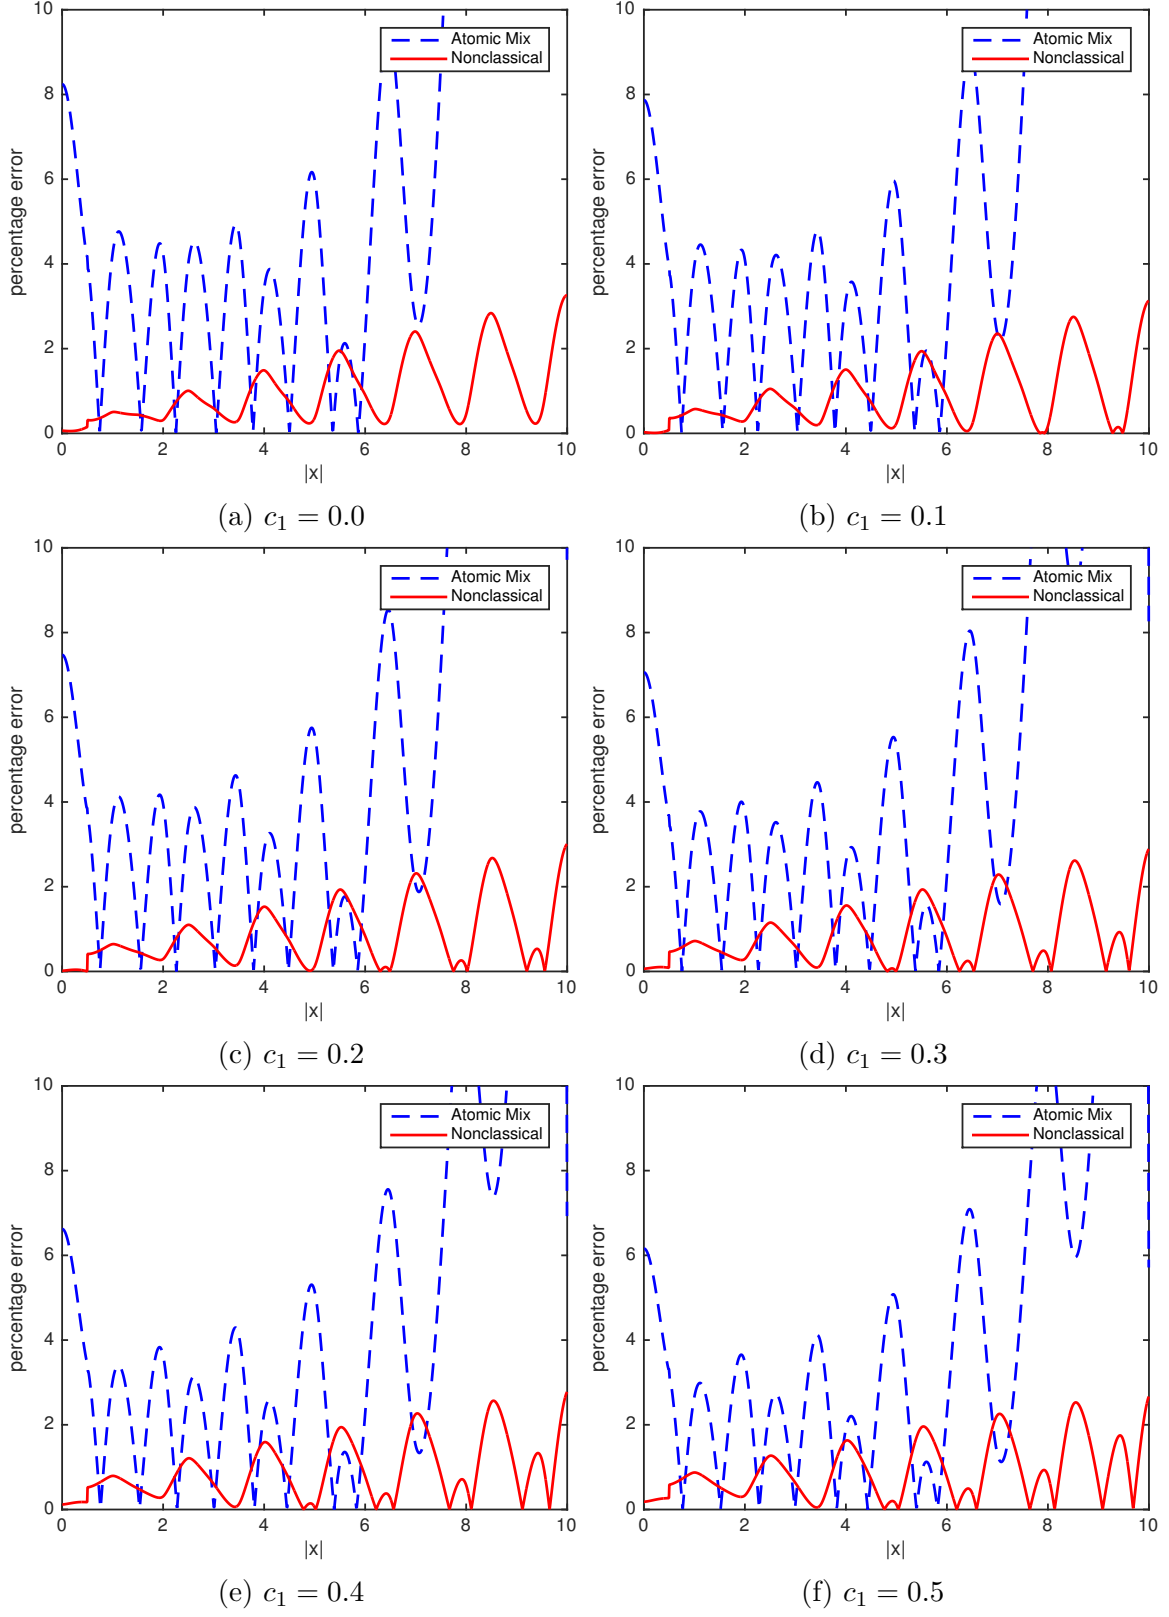 10
8
6
4
2
0
percentage error
Atomic Mix
Nonclassical
0 2 4 6 8 10
|x|
(a) c₁ = 0.0
10
8
6
4
2
0
percentage error
Atomic Mix
Nonclassical
0 2 4 6 8 10
|x|
(b) c₁ = 0.1
10
8
6
4
2
0
percentage error
Atomic Mix
Nonclassical
0 2 4 6 8 10
|x|
(c) c₁ = 0.2
10
8
6
4
2
0
percentage error
Atomic Mix
Nonclassical
0 2 4 6 8 10
|x|
(d) c₁ = 0.3
10
8
6
4
2
0
percentage error
Atomic Mix
Nonclassical
0 2 4 6 8 10
|x|
(e) c₁ = 0.4
10
8
6
4
2
0
percentage error
Atomic Mix
Nonclassical
0 2 4 6 8 10
|x|
(f) c₁ = 0.5